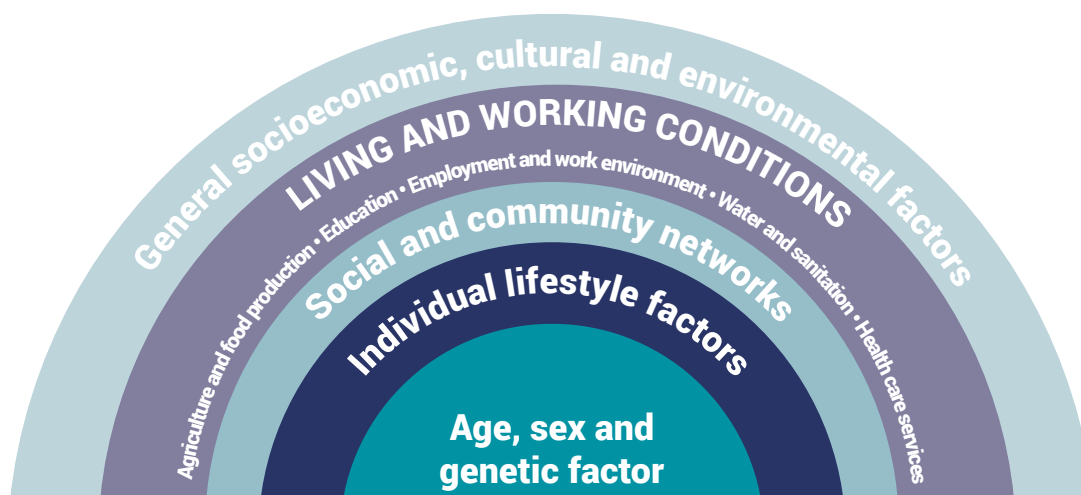 General socioeconomic, cultural and environmental factors
LIVING AND WORKING CONDITIONS
Agriculture and food production • Education • Employment and work environment • Water and sanitation • Health care services
Social and community networks
Individual lifestyle factors
Age, sex and
genetic factor